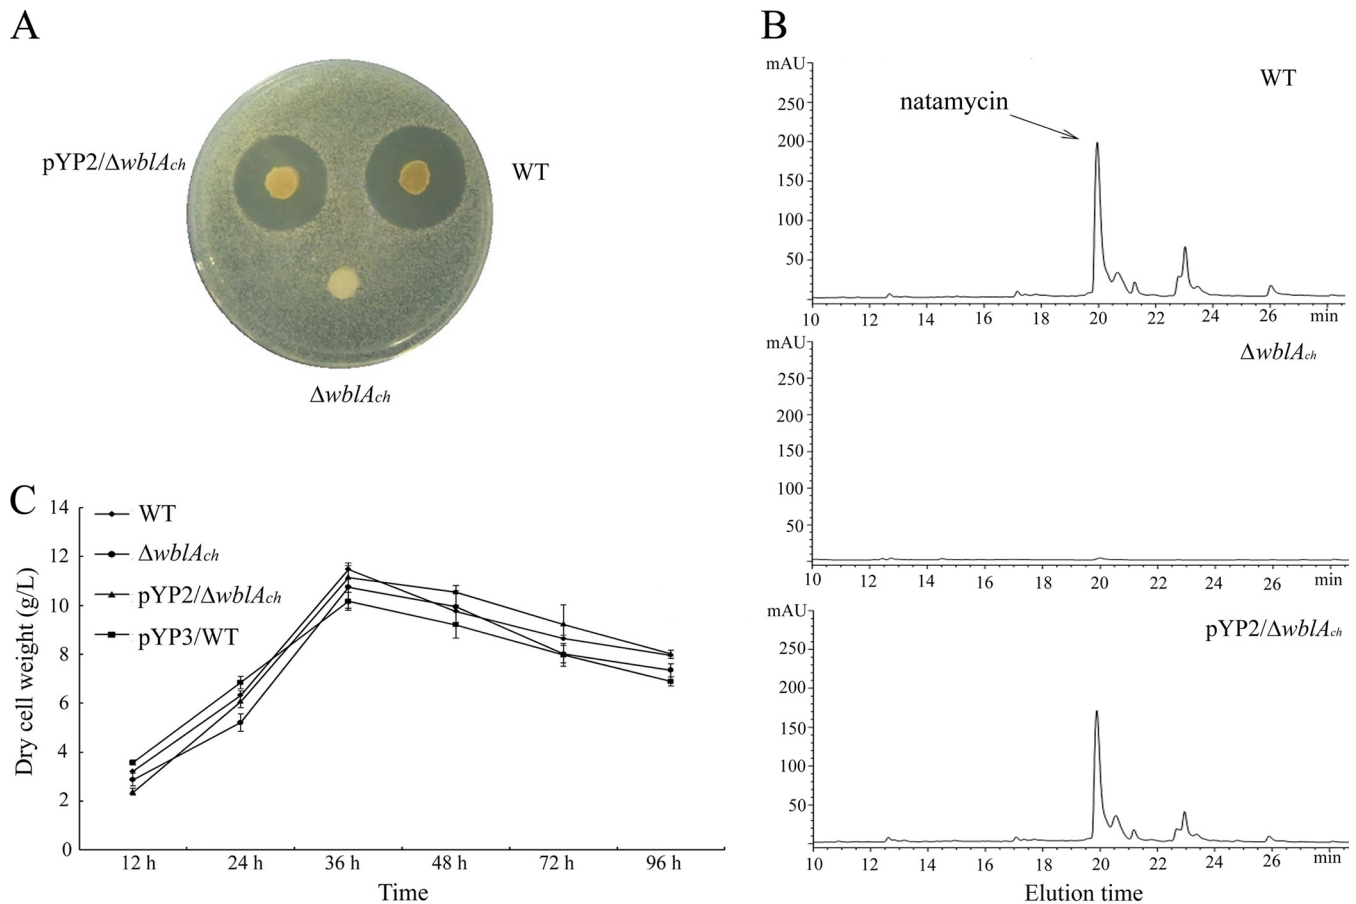 A
pYP2/ΔwblAch
WT
ΔwblAch
B
mAU
250
200
150
100
50
natamycin
WT
10 12 14 16 18 20 22 24 26 min
mAU
250
200
150
100
50
ΔwblAch
10 12 14 16 18 20 22 24 26 min
mAU
250
200
150
100
50
pYP2/ΔwblAch
10 12 14 16 18 20 22 24 26 min
Elution time
C
Dry cell weight (g/L)
14
12
10
8
6
4
2
0
WT
ΔwblAch
pYP2/ΔwblAch
pYP3/WT
12 h 24 h 36 h 48 h 72 h 96 h
Time